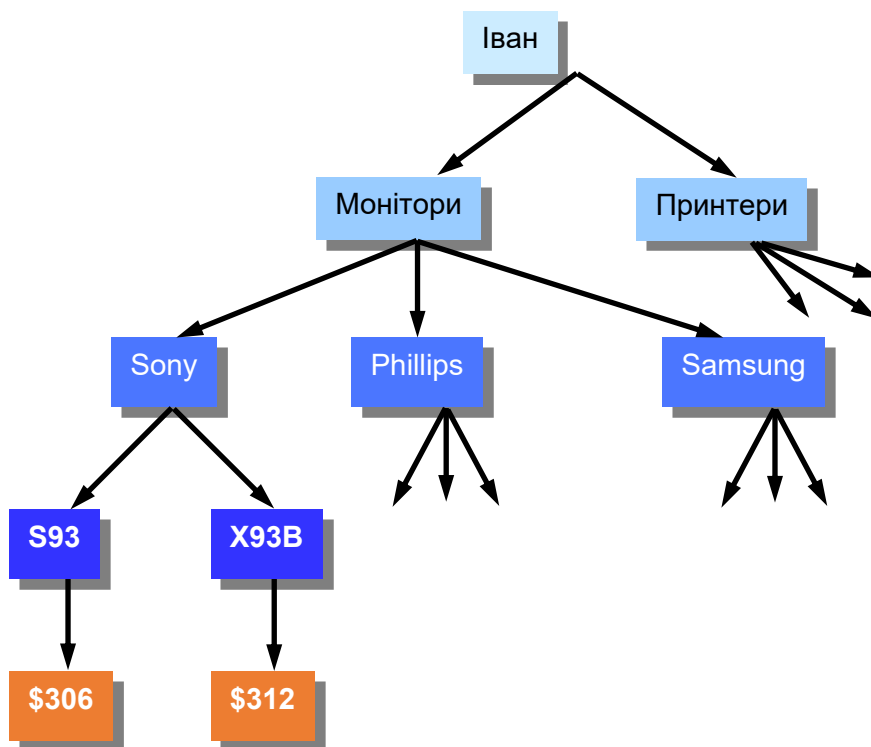 Іван
Монітори
Принтери
Sony
Phillips
Samsung
S93
X93B
$306
$312